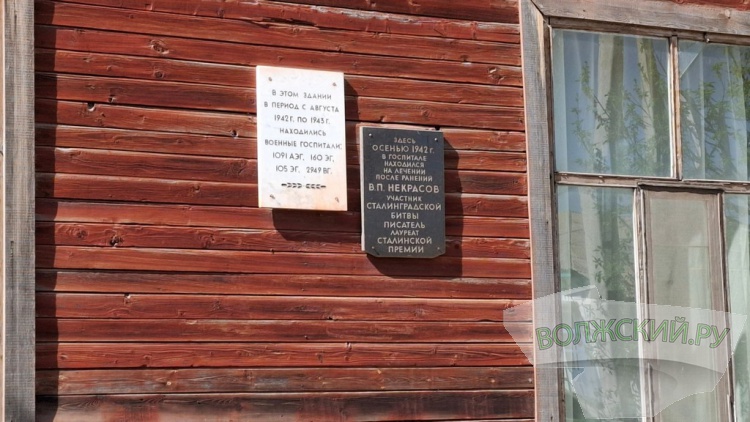 В ЭТОМ ЗДАНИИ
В ПЕРИОД С АВГУСТА
1942 Г. ПО 1943 Г.
НАХОДИЛИСЬ
ВОЕННЫЕ ГОСПИТАЛИ:
1091 АЭГ, 160 ЭГ,
105 ЭГ, 2949 ВГ.
ЗДЕСЬ
ОСЕНЬЮ 1942 Г.
В ГОСПИТАЛЕ
НАХОДИЛСЯ
НА ЛЕЧЕНИИ
ПОСЛЕ РАНЕНИЙ
В.П. НЕКРАСОВ
УЧАСТНИК
СТАЛИНГРАДСКОЙ
БИТВЫ
ПИСАТЕЛЬ
ЛАУРЕАТ
СТАЛИНСКОЙ
ПРЕМИИ
ВОЛЖСКИЙ.РУ